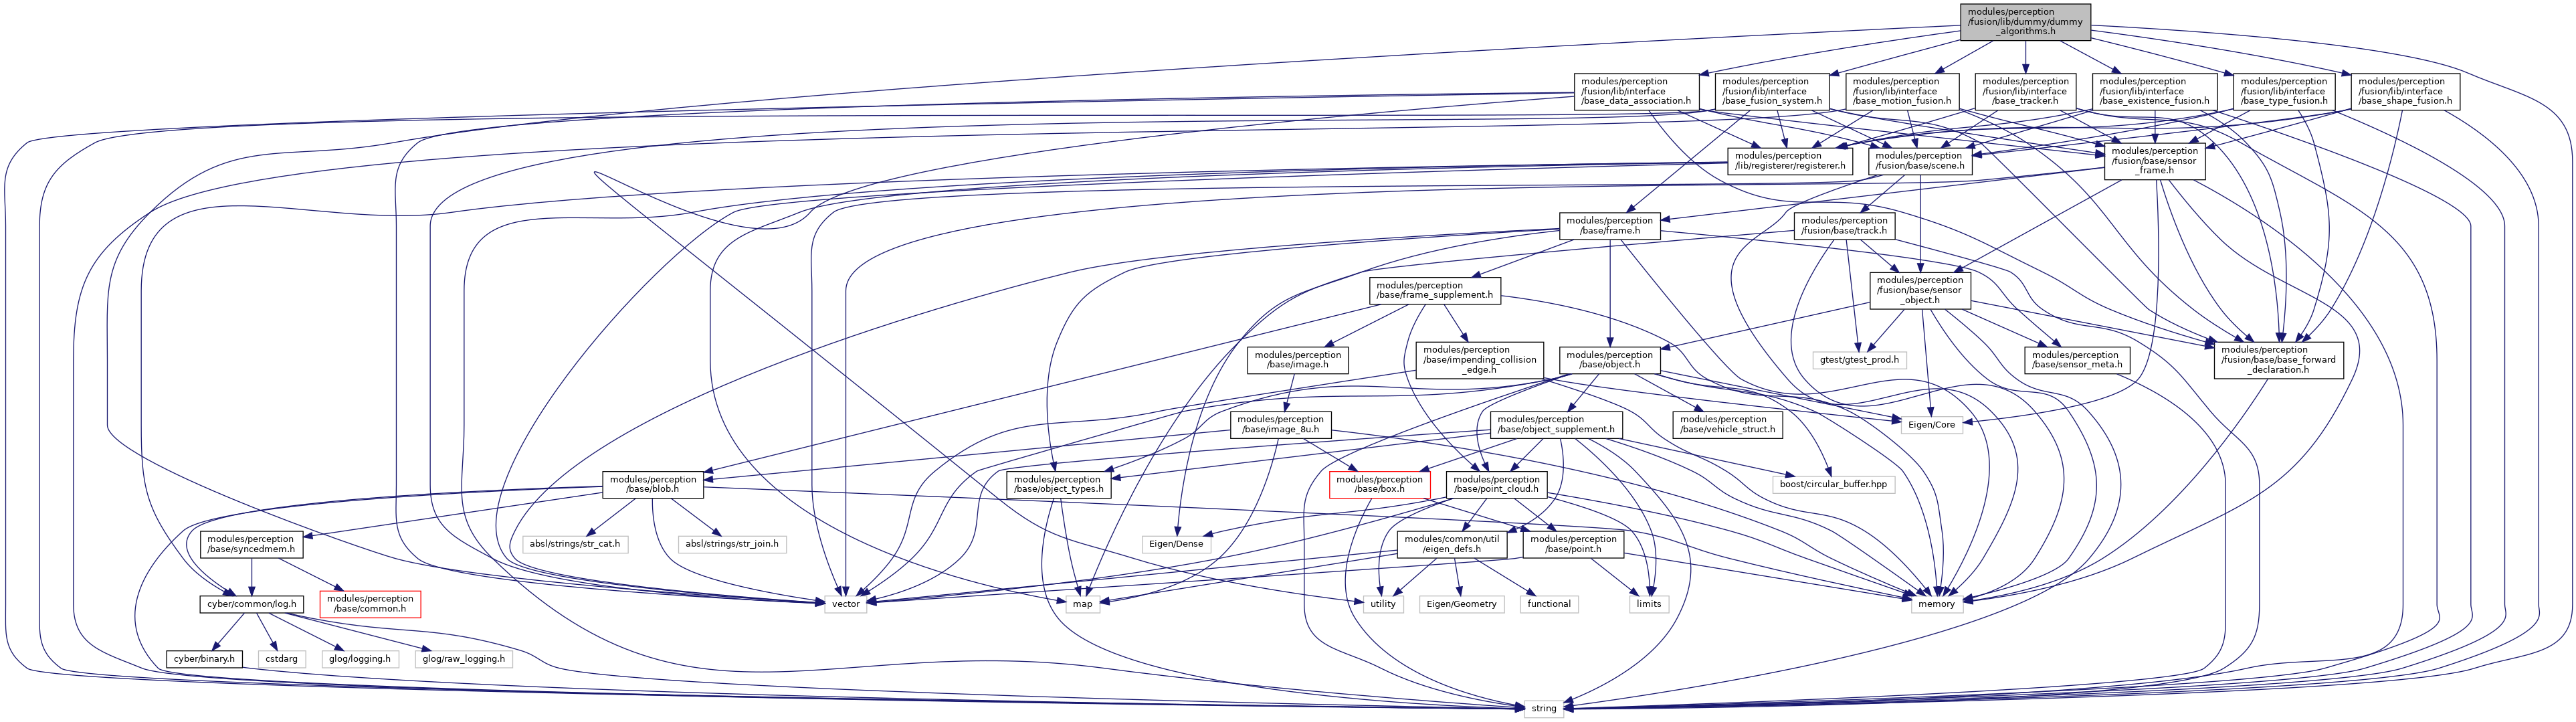 modules/perception
/fusion/lib/dummy/dummy
_algorithms.h
modules/perception
/fusion/lib/interface
/base_data_association.h
modules/perception
/fusion/lib/interface
/base_fusion_system.h
modules/perception
/fusion/lib/interface
/base_motion_fusion.h
modules/perception
/fusion/lib/interface
/base_tracker.h
modules/perception
/fusion/lib/interface
/base_existence_fusion.h
modules/perception
/fusion/lib/interface
/base_type_fusion.h
modules/perception
/fusion/lib/interface
/base_shape_fusion.h
modules/perception
/lib/registerer/registerer.h
modules/perception
/fusion/base/scene.h
modules/perception
/fusion/base/sensor
_frame.h
modules/perception
/base/frame.h
modules/perception
/fusion/base/track.h
modules/perception
/base/frame_supplement.h
modules/perception
/fusion/base/sensor
_object.h
modules/perception
/base/image.h
modules/perception
/base/impending_collision
_edge.h
modules/perception
/base/object.h
gtest/gtest_prod.h
modules/perception
/base/sensor_meta.h
modules/perception
/fusion/base/base_forward
_declaration.h
modules/perception
/base/image_8u.h
modules/perception
/base/object_supplement.h
modules/perception
/base/vehicle_struct.h
Eigen/Core
modules/perception
/base/blob.h
modules/perception
/base/object_types.h
modules/perception
/base/box.h
modules/perception
/base/point_cloud.h
boost/circular_buffer.hpp
modules/perception
/base/syncedmem.h
absl/strings/str_cat.h
absl/strings/str_join.h
Eigen/Dense
modules/common/util
/eigen_defs.h
modules/perception
/base/point.h
cyber/common/log.h
modules/perception
/base/common.h
vector
map
utility
Eigen/Geometry
functional
limits
memory
cyber/binary.h
cstdarg
glog/logging.h
glog/raw_logging.h
string